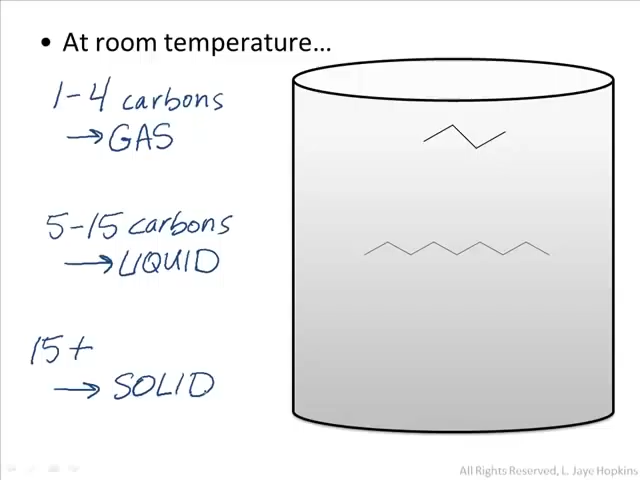 • At room temperature…
1-4 carbons
→ GAS
5-15 carbons
→ LIQUID
15+
→ SOLID
All Rights Reserved, L. Jaye Hopkins